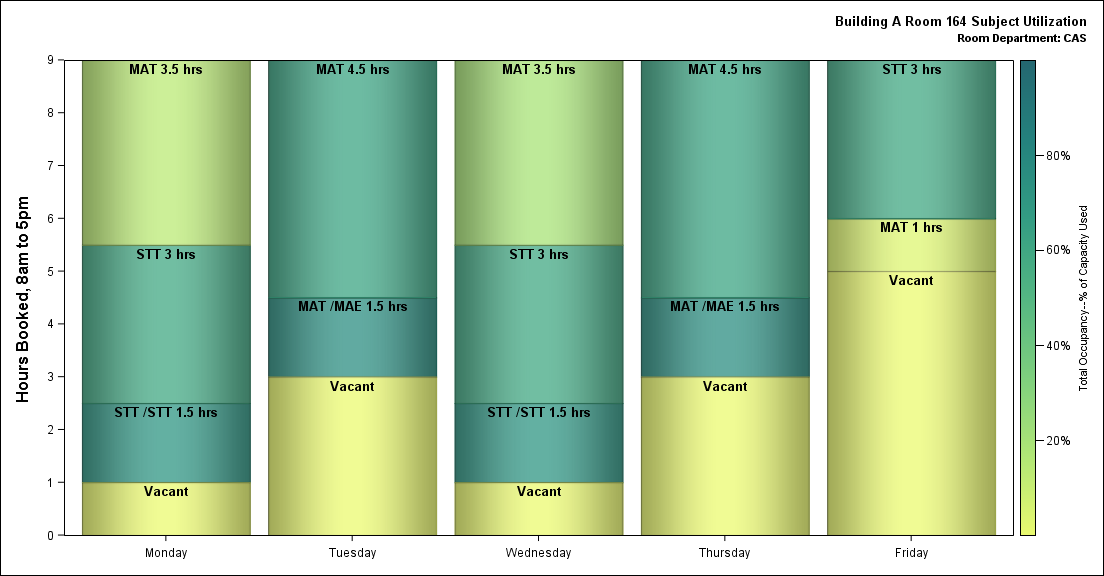 Building A Room 164 Subject Utilization
Room Department: CAS
Hours Booked, 8am to 5pm
9
8
7
6
5
4
3
2
1
0
MAT 3.5 hrs
STT 3 hrs
STT /STT 1.5 hrs
Vacant
Monday
MAT 4.5 hrs
MAT /MAE 1.5 hrs
Vacant
Tuesday
MAT 3.5 hrs
STT 3 hrs
STT /STT 1.5 hrs
Vacant
Wednesday
MAT 4.5 hrs
MAT /MAE 1.5 hrs
Vacant
Thursday
STT 3 hrs
MAT 1 hrs
Vacant
Friday
80%
60%
40%
20%
Total Occupancy--% of Capacity Used